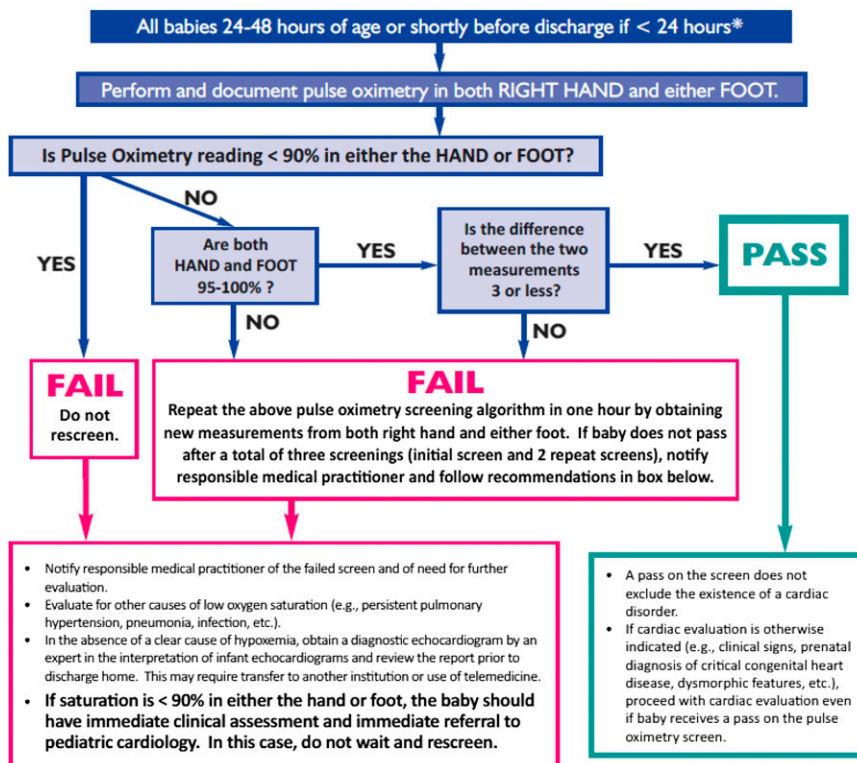 All babies 24-48 hours of age or shortly before discharge if < 24 hours*
Perform and document pulse oximetry in both RIGHT HAND and either FOOT.
Is Pulse Oximetry reading < 90% in either the HAND or FOOT?
NO
YES
Are both
HAND and FOOT
95-100% ?
YES
Is the difference
between the two
measurements
3 or less?
YES
PASS
NO
NO
FAIL
Do not
rescreen.
FAIL
Repeat the above pulse oximetry screening algorithm in one hour by obtaining
new measurements from both right hand and either foot. If baby does not pass
after a total of three screenings (initial screen and 2 repeat screens), notify
responsible medical practitioner and follow recommendations in box below.
• Notify responsible medical practitioner of the failed screen and of need for further
evaluation.
• Evaluate for other causes of low oxygen saturation (e.g., persistent pulmonary
hypertension, pneumonia, infection, etc.).
• In the absence of a clear cause of hypoxemia, obtain a diagnostic echocardiogram by an
expert in the interpretation of infant echocardiograms and review the report prior to
discharge home. This may require transfer to another institution or use of telemedicine.
• If saturation is < 90% in either the hand or foot, the baby should
have immediate clinical assessment and immediate referral to
pediatric cardiology. In this case, do not wait and rescreen.
• A pass on the screen does not
exclude the existence of a cardiac
disorder.
• If cardiac evaluation is otherwise
indicated (e.g., clinical signs, prenatal
diagnosis of critical congenital heart
disease, dysmorphic features, etc.),
proceed with cardiac evaluation even
if baby receives a pass on the pulse
oximetry screen.